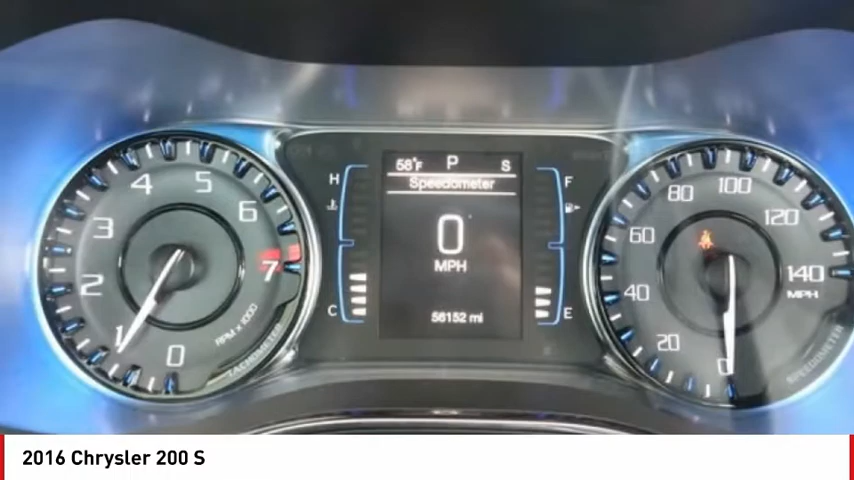 58°F P S
Speedometer
0
MPH
56152 mi
H
C
F
E
0
1
2
3
4
5
6
7
RPM x 1000
TACHOMETER
0
20
40
60
80
100
120
140
MPH
SPEEDOMETER
2016 Chrysler 200 S